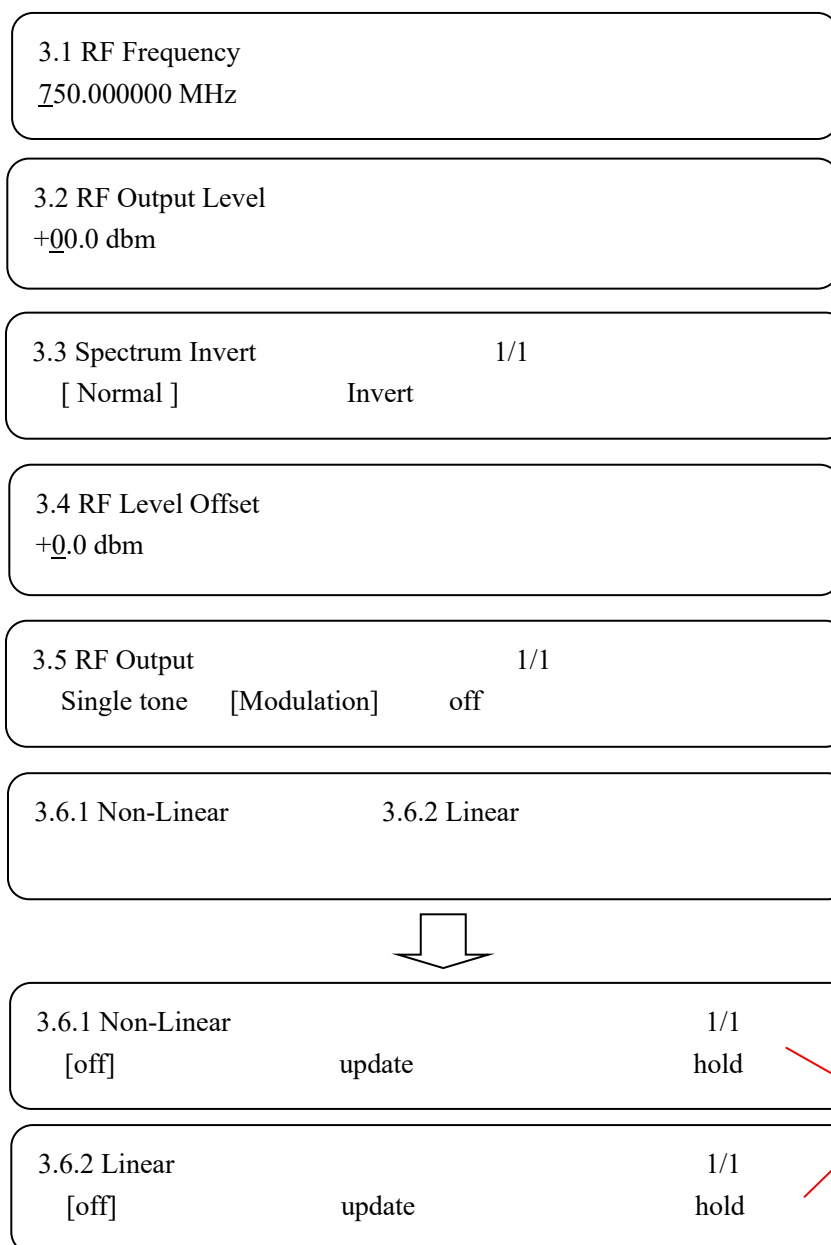 3.1 RF Frequency
750.000000 MHz
3.2 RF Output Level
+00.0 dbm
3.3 Spectrum Invert 1/1
[ Normal ] Invert
3.4 RF Level Offset
+0.0 dbm
3.5 RF Output 1/1
Single tone [Modulation] off
3.6.1 Non-Linear 3.6.2 Linear
3.6.1 Non-Linear 1/1
[off] update hold
3.6.2 Linear 1/1
[off] update hold